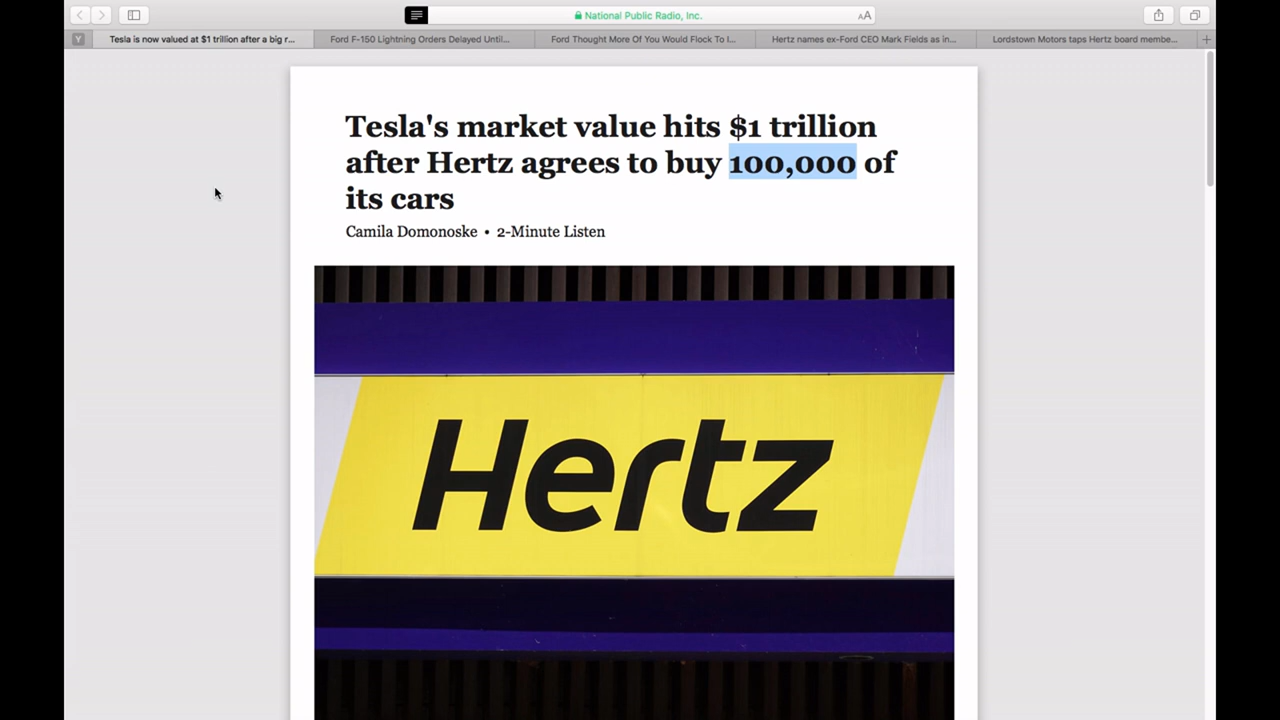 National Public Radio, Inc.
AA
Y
Tesla is now valued at $1 trillion after a big r...
Ford F-150 Lightning Orders Delayed Until...
Ford Thought More Of You Would Flock To I...
Hertz names ex-Ford CEO Mark Fields as in...
Lordstown Motors taps Hertz board membe...
Tesla's market value hits $1 trillion
after Hertz agrees to buy 100,000 of
its cars
Camila Domonoske • 2-Minute Listen
Hertz